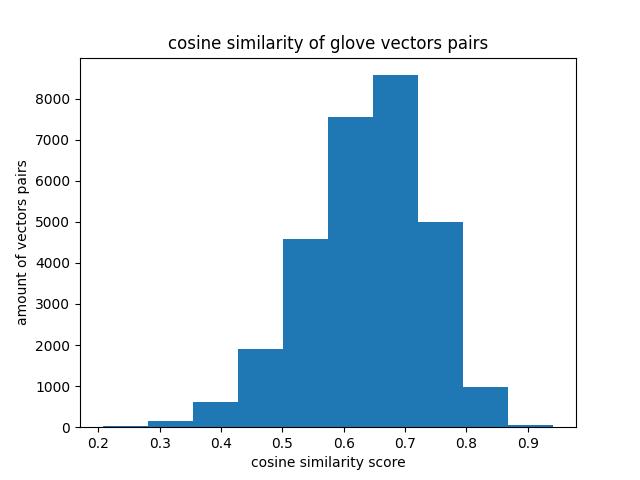 cosine similarity of glove vectors pairs
8000
7000
6000
5000
4000
3000
2000
1000
0
amount of vectors pairs
0.2 0.3 0.4 0.5 0.6 0.7 0.8 0.9
cosine similarity score